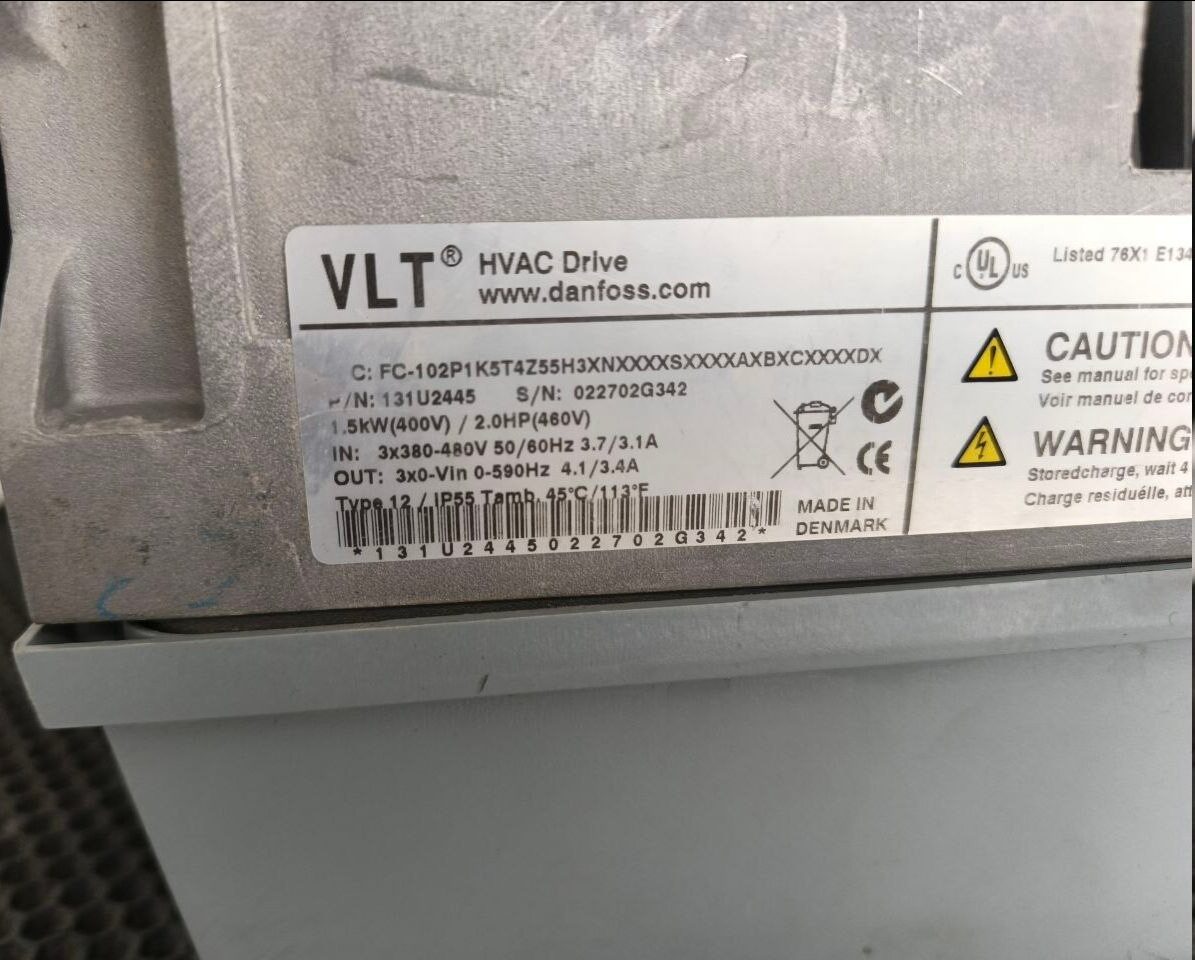 VLT® HVAC Drive
www.danfoss.com
C: FC-102P1K5T4Z55H3XNXXXXSXXXXAXBXCXXXXDX
P/N: 131U2445 S/N: 022702G342
1.5kW(400V) / 2.0HP(460V)
IN: 3x380-480V 50/60Hz 3.7/3.1A
OUT: 3x0-Vin 0-590Hz 4.1/3.4A
Type 12 / IP55 Tamb. 45°C/113°F
*131U2445022702G342*
MADE IN
DENMARK
CE
C UL US
Listed 76X1 E134
CAUTION
See manual for
Voir manuel de
WARNING
Storedcharge, wait 4
Charge residuélle,